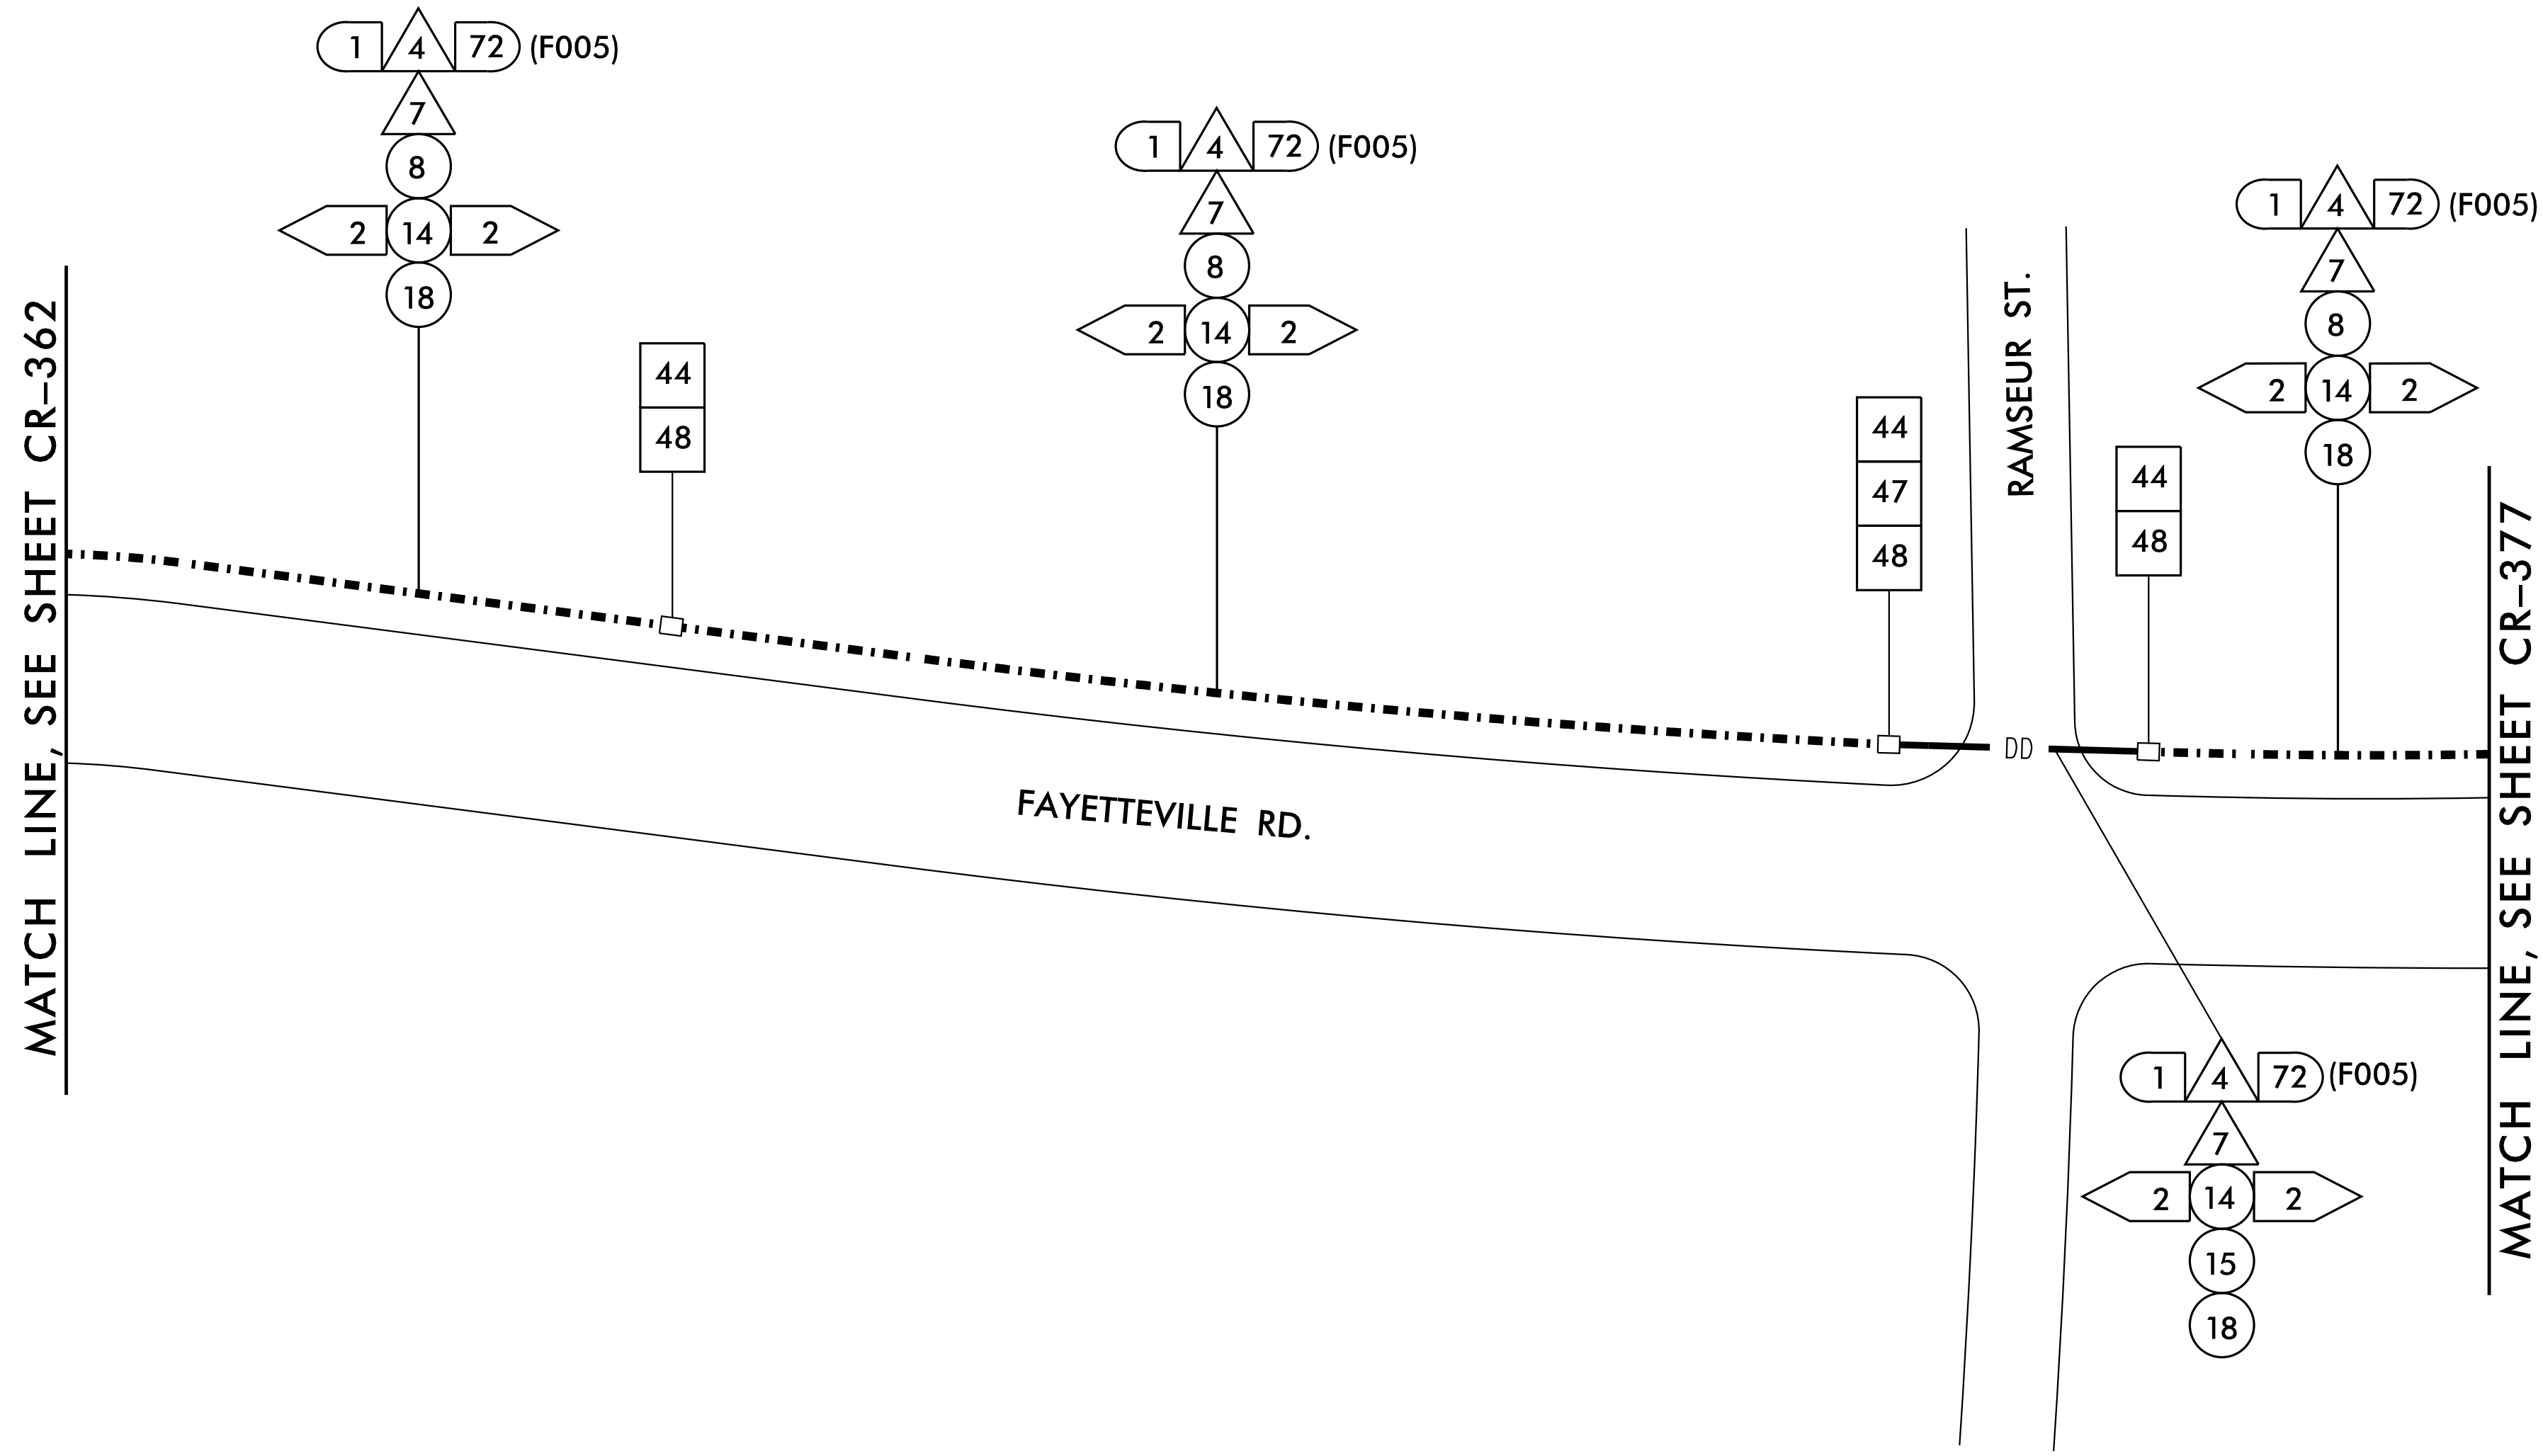 1 4 72 (F005)
7
8
2 14 2
18
44
48
1 4 72 (F005)
7
8
2 14 2
18
44
47
48
RAMSEUR ST.
1 4 72 (F005)
7
8
2 14 2
18
44
48
MATCH LINE, SEE SHEET CR-362
DD
FAYETTEVILLE RD.
MATCH LINE, SEE SHEET CR-377
1 4 72 (F005)
7
2 14 2
15
18